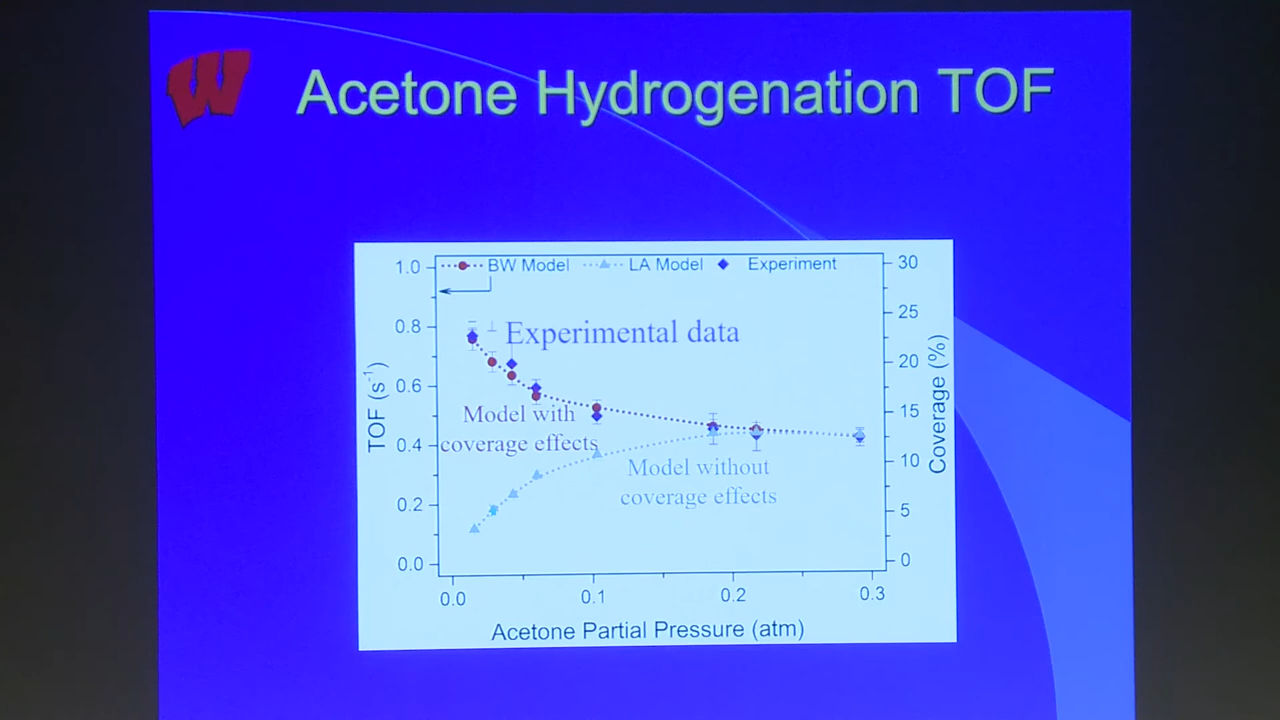 W
Acetone Hydrogenation TOF
BW Model LA Model Experiment
1.0
0.8
0.6
0.4
0.2
0.0
TOF (s⁻¹)
Experimental data
Model with
coverage effects
Model without
coverage effects
30
25
20
15
10
5
0
Coverage (%)
0.0 0.1 0.2 0.3
Acetone Partial Pressure (atm)